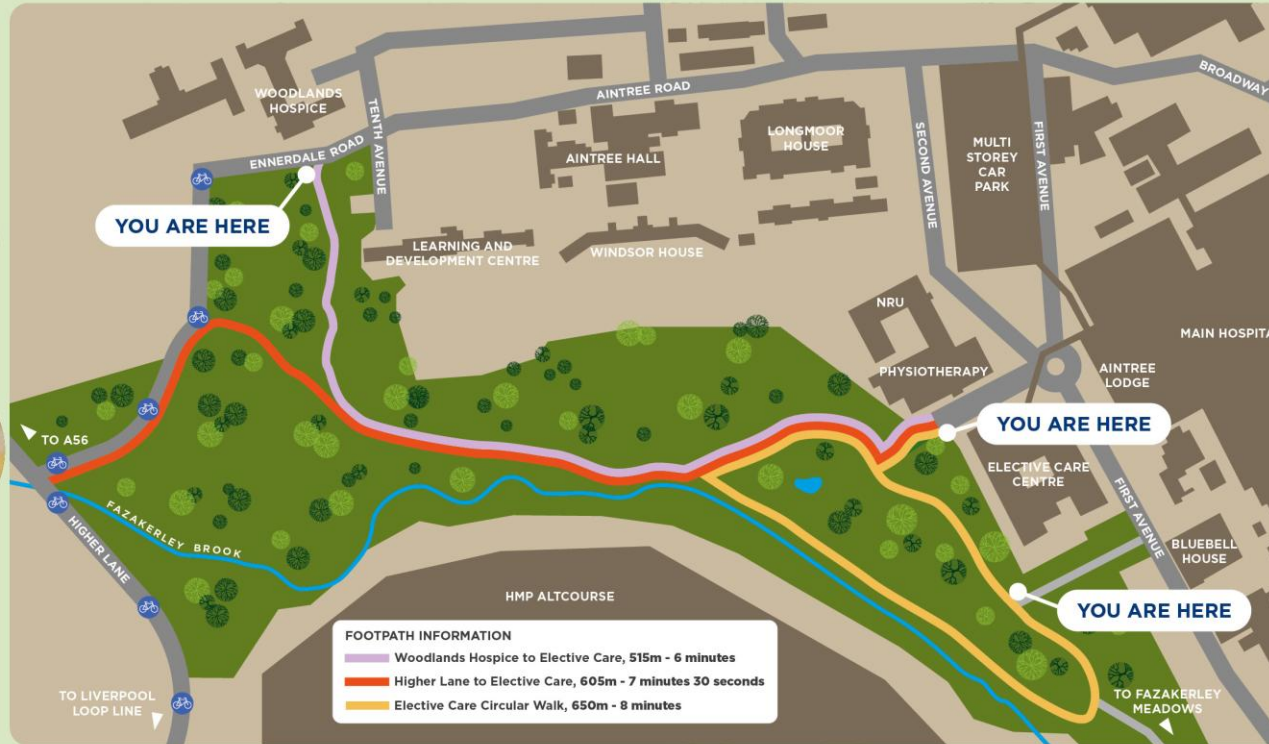 WOODLANDS
HOSPICE
ENNERDALE ROAD
TENTH AVENUE
AINTREE ROAD
AINTREE HALL
LONGMOOR
HOUSE
SECOND AVENUE
MULTI
STOREY
CAR
PARK
FIRST AVENUE
BROADWAY
YOU ARE HERE
LEARNING AND
DEVELOPMENT CENTRE
WINDSOR HOUSE
NRU
PHYSIOTHERAPY
MAIN HOSPITA
AINTREE
LODGE
YOU ARE HERE
ELECTIVE CARE
CENTRE
FIRST AVENUE
BLUEBELL
HOUSE
YOU ARE HERE
TO A56
FAZAKERLEY BROOK
HIGHER LANE
HMP ALTCOURSE
TO LIVERPOOL
LOOP LINE
TO FAZAKERLEY
MEADOWS
FOOTPATH INFORMATION
Woodlands Hospice to Elective Care, 515m - 6 minutes
Higher Lane to Elective Care, 605m - 7 minutes 30 seconds
Elective Care Circular Walk, 650m - 8 minutes